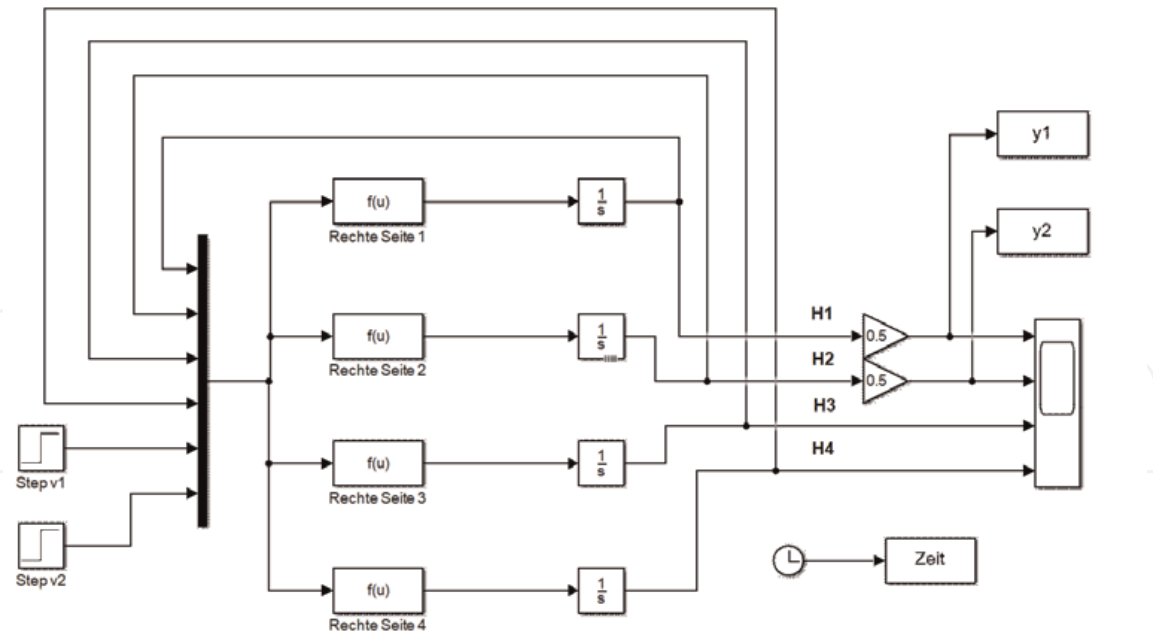 y1
y2
f(u)
1
s
Rechte Seite 1
H1
0.5
f(u)
1
s
Rechte Seite 2
H2
0.5
H3
Step v1
f(u)
1
s
Rechte Seite 3
H4
Step v2
f(u)
1
s
Rechte Seite 4
Zeit